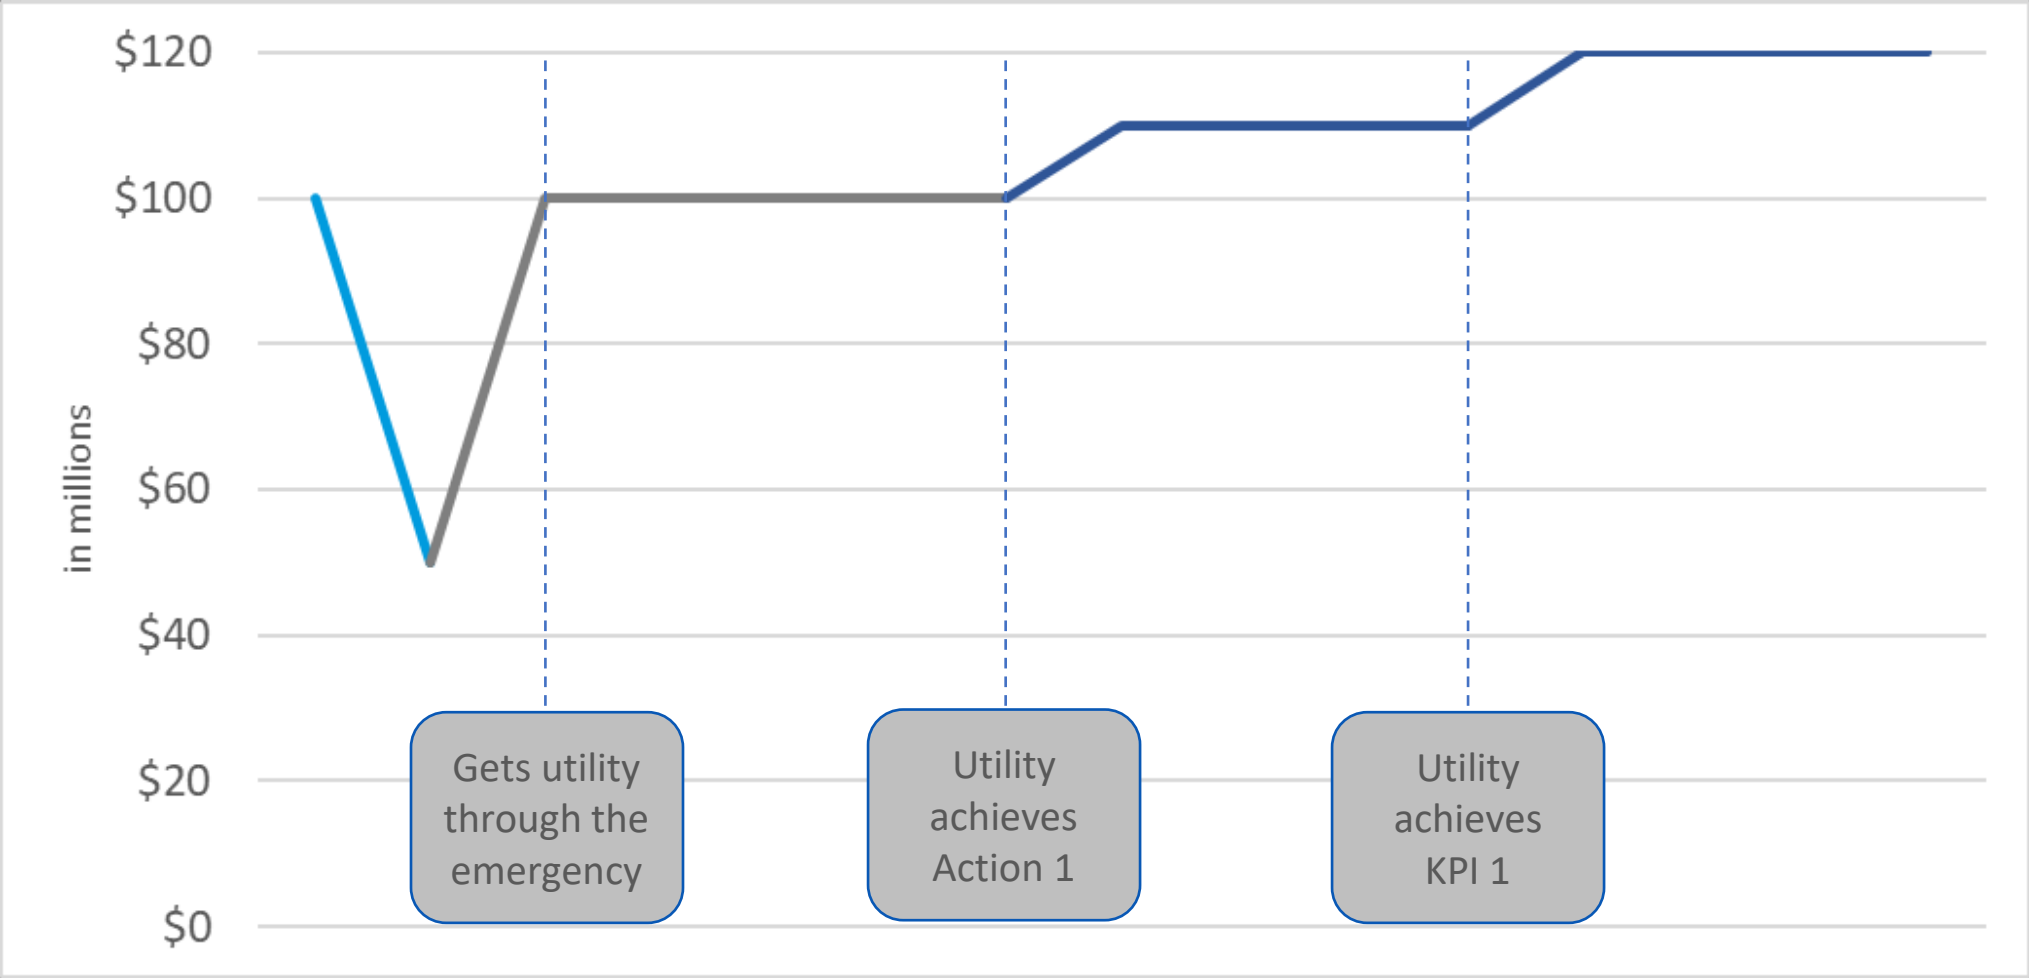 $120
$100
$80
$60
$40
$20
$0
in millions
Gets utility
through the
emergency
Utility
achieves
Action 1
Utility
achieves
KPI 1